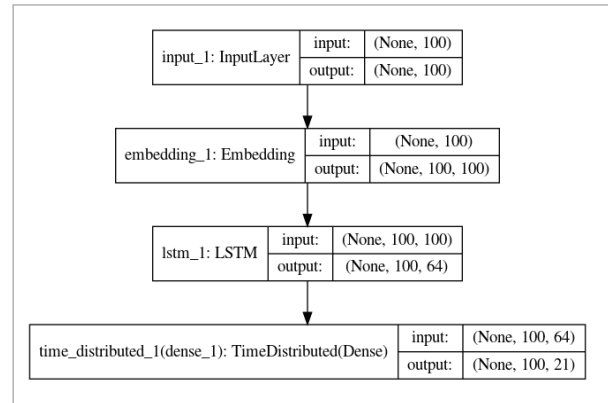 input_1: InputLayer
input: (None, 100)
output: (None, 100)
embedding_1: Embedding
input: (None, 100)
output: (None, 100, 100)
lstm_1: LSTM
input: (None, 100, 100)
output: (None, 100, 64)
time_distributed_1(dense_1): TimeDistributed(Dense)
input: (None, 100, 64)
output: (None, 100, 21)